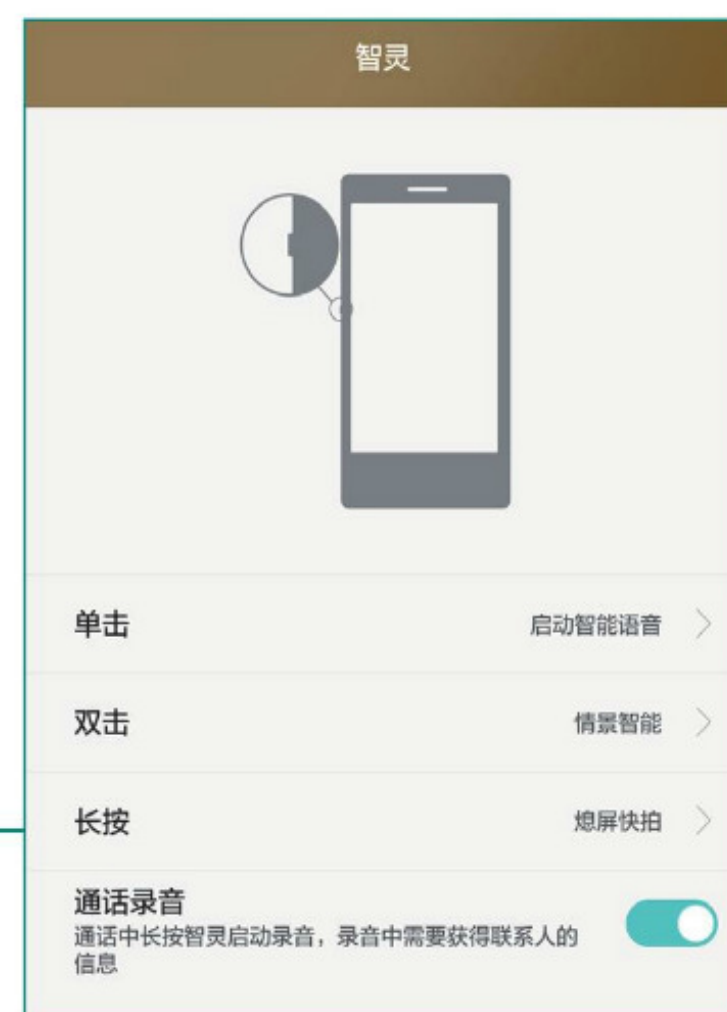 智灵
单击
启动智能语音
双击
情景智能
长按
熄屏快拍
通话录音
通话中长按智灵启动录音，录音中需要获得联系人的
信息